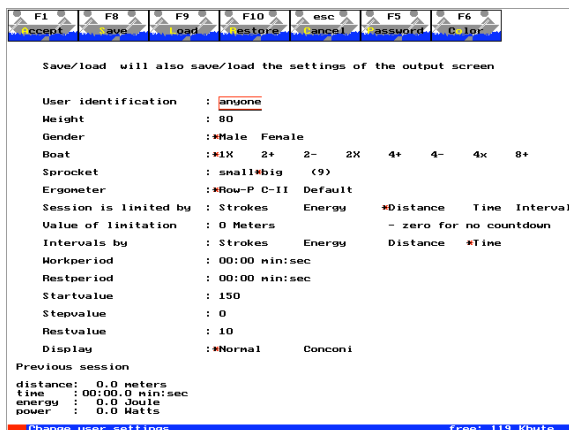 F1 F8 F9 F10 esc F5 F6
Accept Save Load Restore Cancel Password Color
Save/load will also save/load the settings of the output screen
User identification : anyone
Weight : 80
Gender :*Male Female
Boat :*1X 2+ 2- 2X 4+ 4- 4x 8+
Sprocket : small*big (9)
Ergometer :*Row-P C-II Default
Session is limited by : Strokes Energy *Distance Time Interval
Value of limitation : 0 Meters - zero for no countdown
Intervals by : Strokes Energy Distance *Time
Workperiod : 00:00 min:sec
Restperiod : 00:00 min:sec
Startvalue : 150
Stepvalue : 0
Restvalue : 10
Display :*Normal Conconi
Previous session
distance: 0.0 meters
time : 00:00.0 min:sec
energy : 0.0 Joule
power : 0.0 Watts
Change user settings free: 119 Kbyte